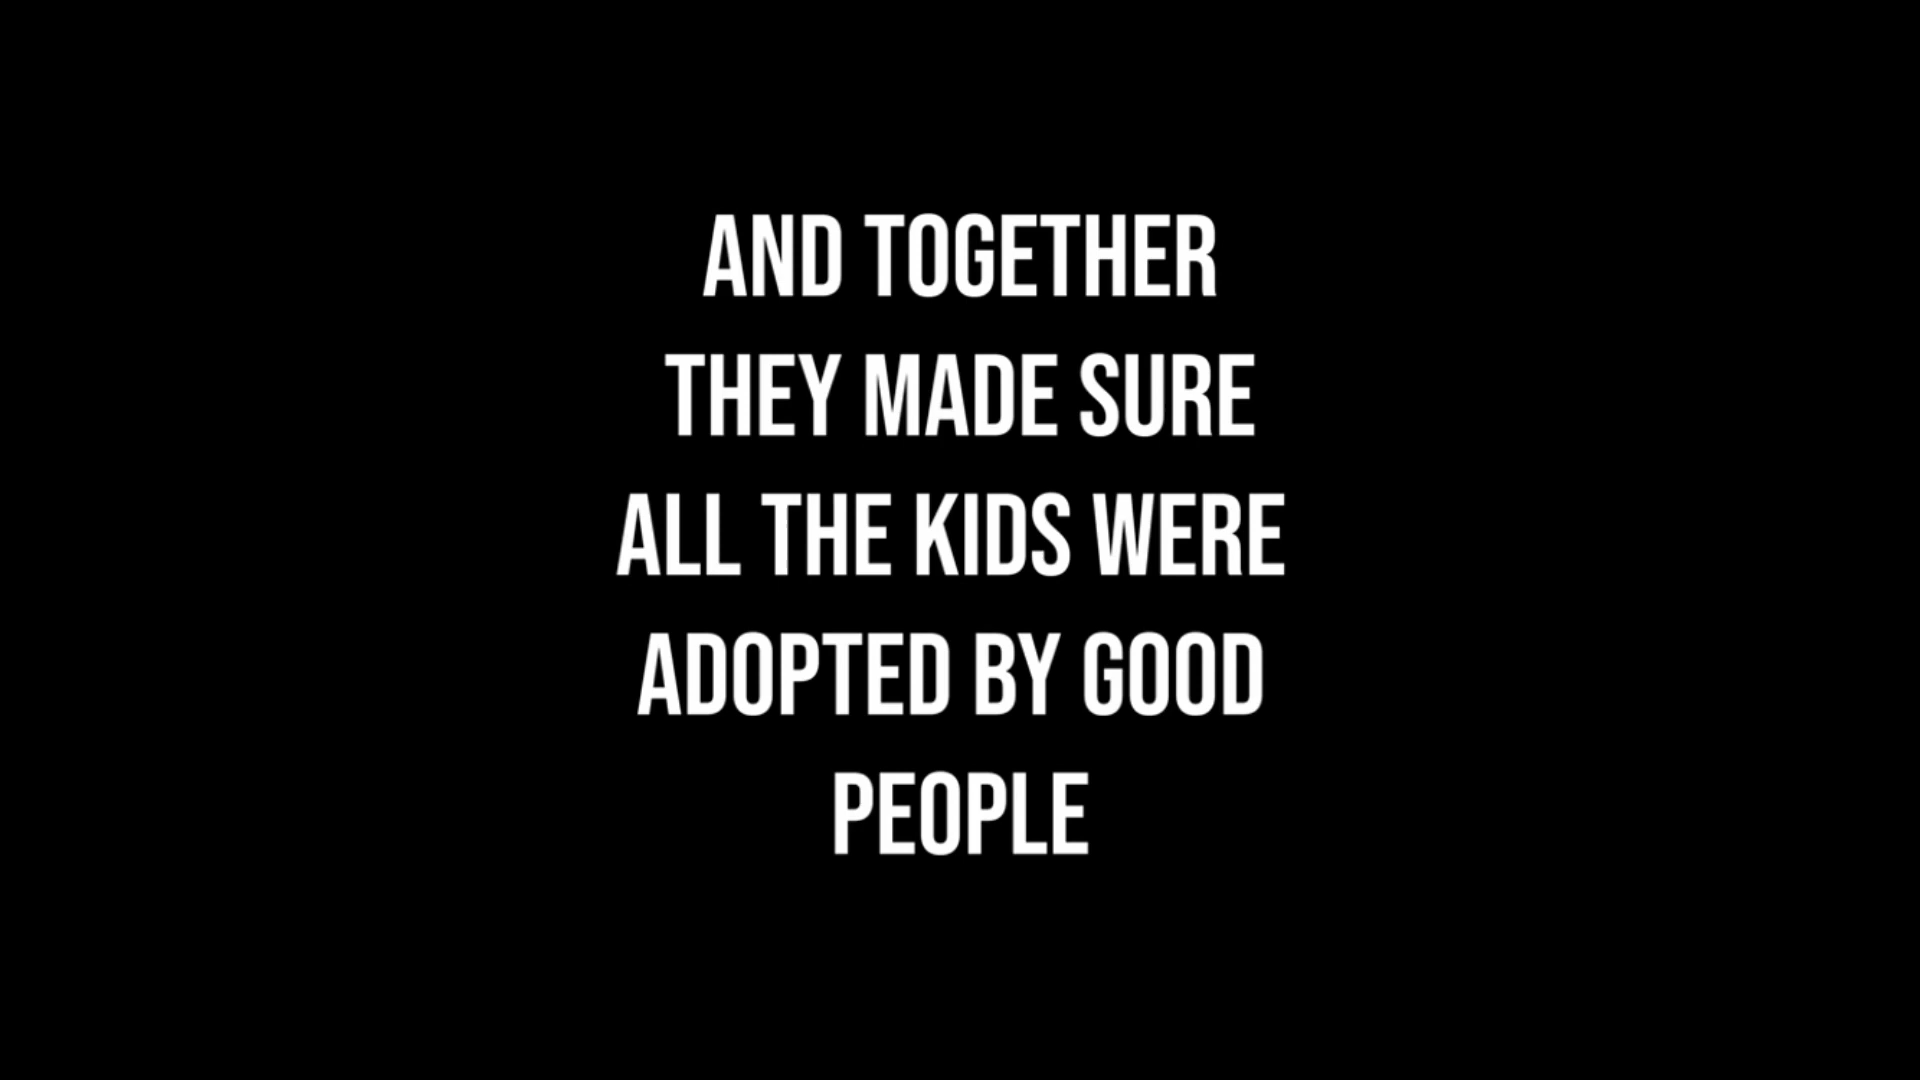 AND TOGETHER
THEY MADE SURE
ALL THE KIDS WERE
ADOPTED BY GOOD
PEOPLE